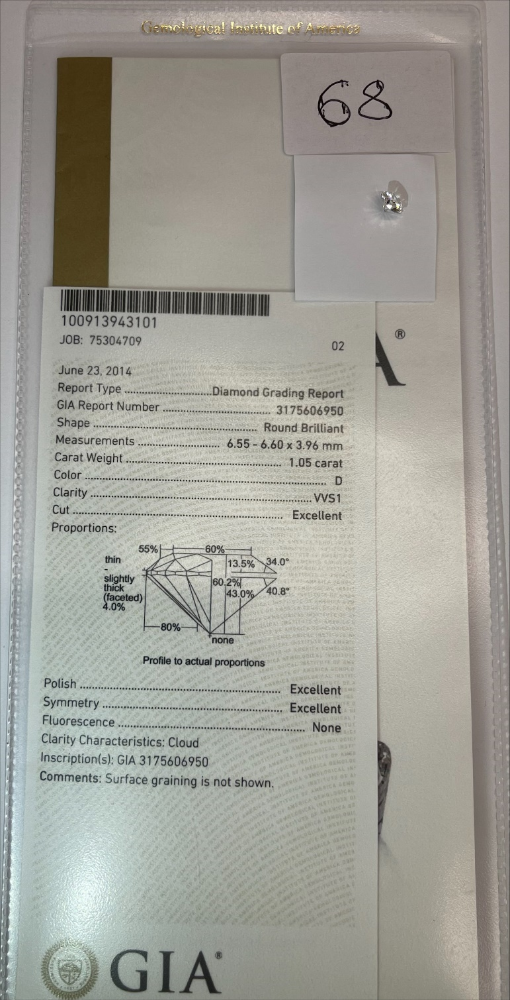 Gemological Institute of America
68
100913943101
JOB: 75304709
02
A®
June 23, 2014
Report Type ........................... Diamond Grading Report
GIA Report Number .................................. 3175606950
Shape .................................................... Round Brilliant
Measurements ........................... 6.55 - 6.60 x 3.96 mm
Carat Weight ................................................. 1.05 carat
Color ............................................................................ D
Clarity .................................................................... VVS1
Cut ................................................................... Excellent
Proportions:
55% 60%
thin
-
slightly
thick
(faceted)
4.0%
13.5% 34.0°
60.2%
43.0% 40.8°
80%
none
Profile to actual proportions
Polish ................................................................ Excellent
Symmetry .......................................................... Excellent
Fluorescence ........................................................... None
Clarity Characteristics: Cloud
Inscription(s): GIA 3175606950
Comments: Surface graining is not shown.
GIA®